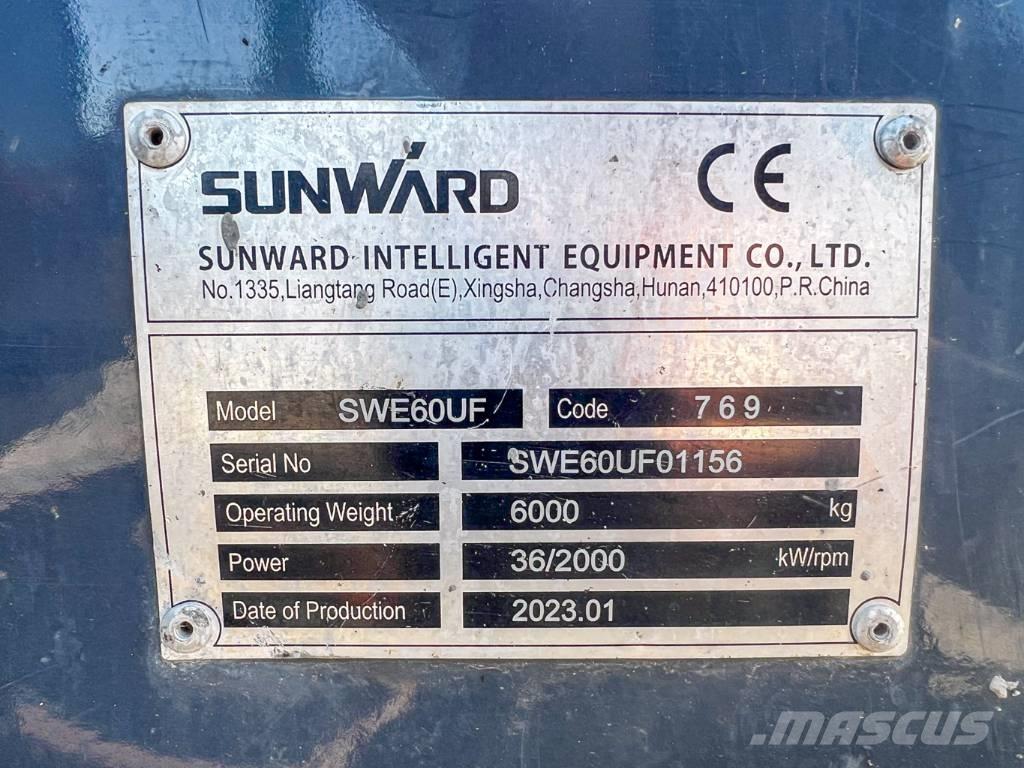 SUNWARD CE
SUNWARD INTELLIGENT EQUIPMENT CO., LTD.
No.1335,Liangtang Road(E),Xingsha,Changsha,Hunan,410100,P.R.China
Model SWE60UF Code 769
Serial No SWE60UF01156
Operating Weight 6000 kg
Power 36/2000 kW/rpm
Date of Production 2023.01
MASCUS